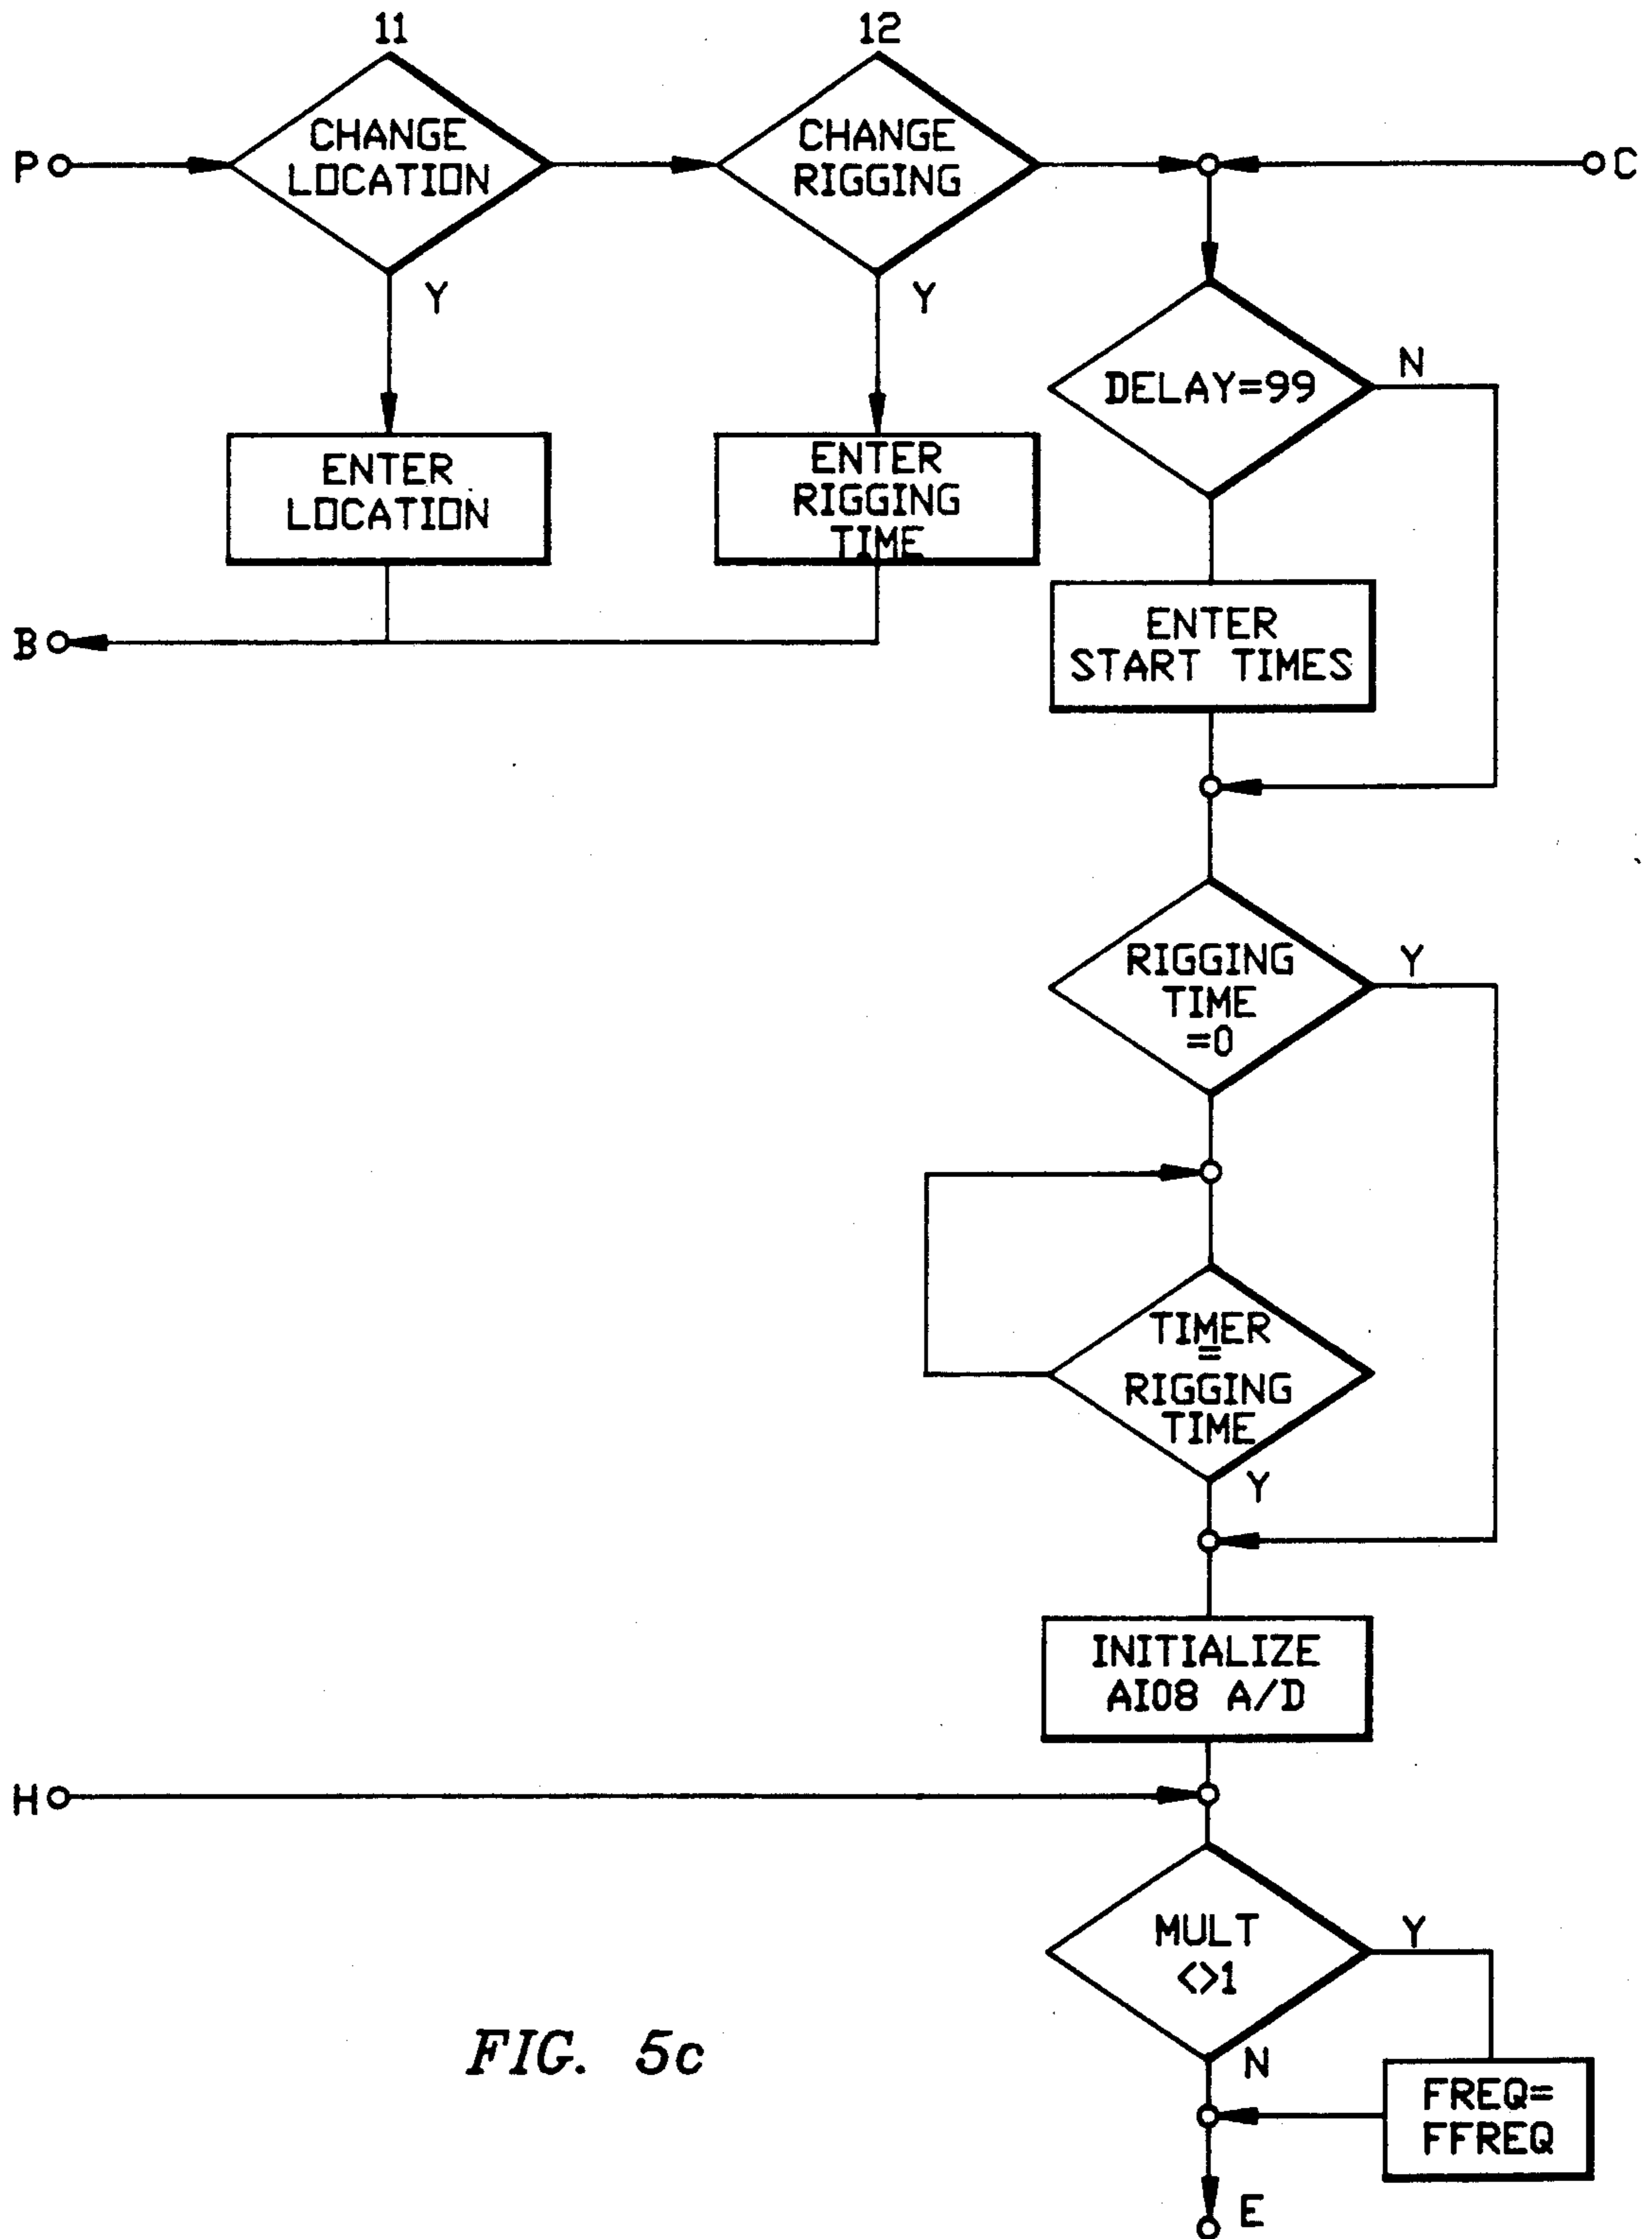 11
12
P
CHANGE
LOCATION
CHANGE
RIGGING
C
Y
Y
DELAY=99
N
ENTER
LOCATION
ENTER
RIGGING
TIME
B
ENTER
START TIMES
RIGGING
TIME
=0
Y
TIMER
=
RIGGING
TIME
Y
INITIALIZE
AI08 A/D
H
MULT
<>1
Y
N
FREQ=
FFREQ
E
FIG. 5c